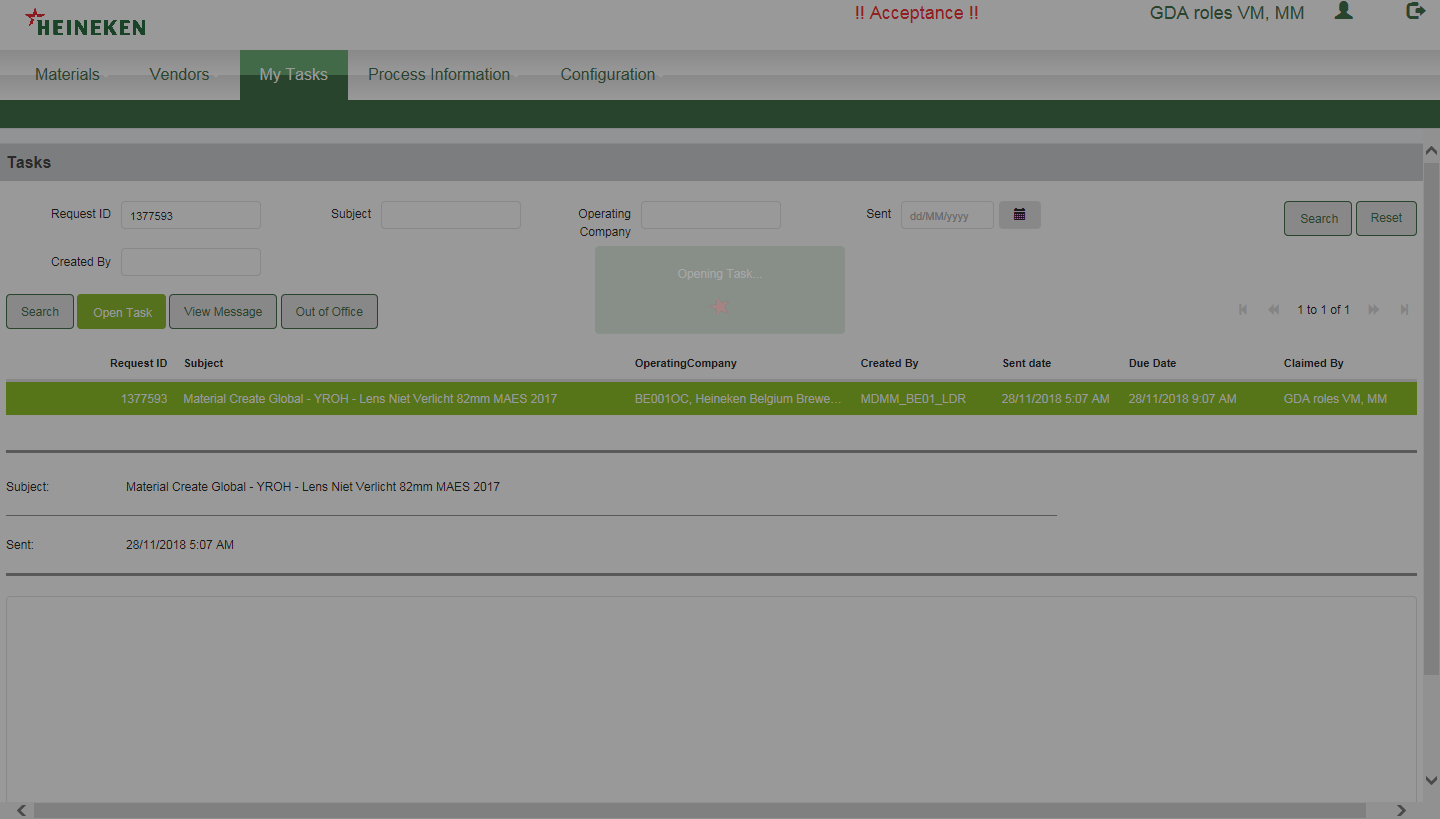 HEINEKEN
!! Acceptance !!
GDA roles VM, MM
Materials Vendors My Tasks Process Information Configuration
Tasks
Request ID 1377593 Subject Operating Company Sent dd/MM/yyyy Search Reset
Created By
Opening Task...
Search Open Task View Message Out of Office 1 to 1 of 1
Request ID Subject OperatingCompany Created By Sent date Due Date Claimed By
1377593 Material Create Global - YROH - Lens Niet Verlicht 82mm MAES 2017 BE001OC, Heineken Belgium Brewe... MDMM_BE01_LDR 28/11/2018 5:07 AM 28/11/2018 9:07 AM GDA roles VM, MM
Subject: Material Create Global - YROH - Lens Niet Verlicht 82mm MAES 2017
Sent: 28/11/2018 5:07 AM